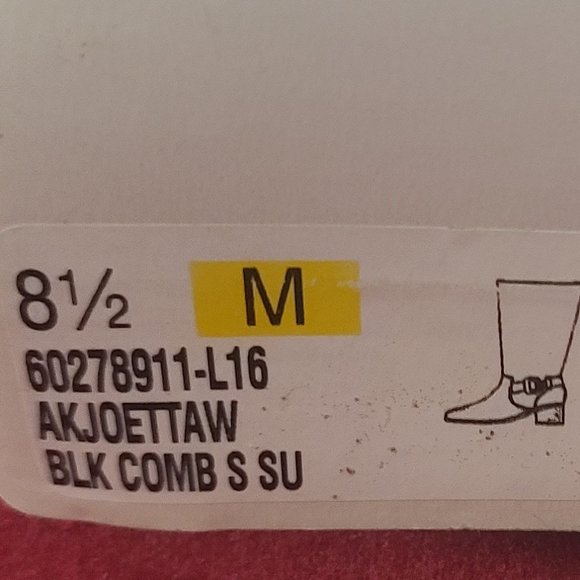 8½ M
60278911-L16
AKJOETTAW
BLK COMB S SU